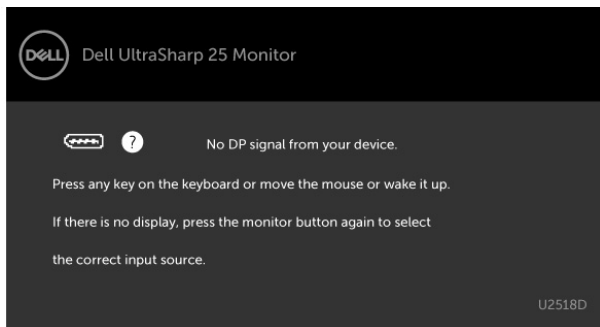 DELL
Dell UltraSharp 25 Monitor
? No DP signal from your device.
Press any key on the keyboard or move the mouse or wake it up.
If there is no display, press the monitor button again to select
the correct input source.
U2518D